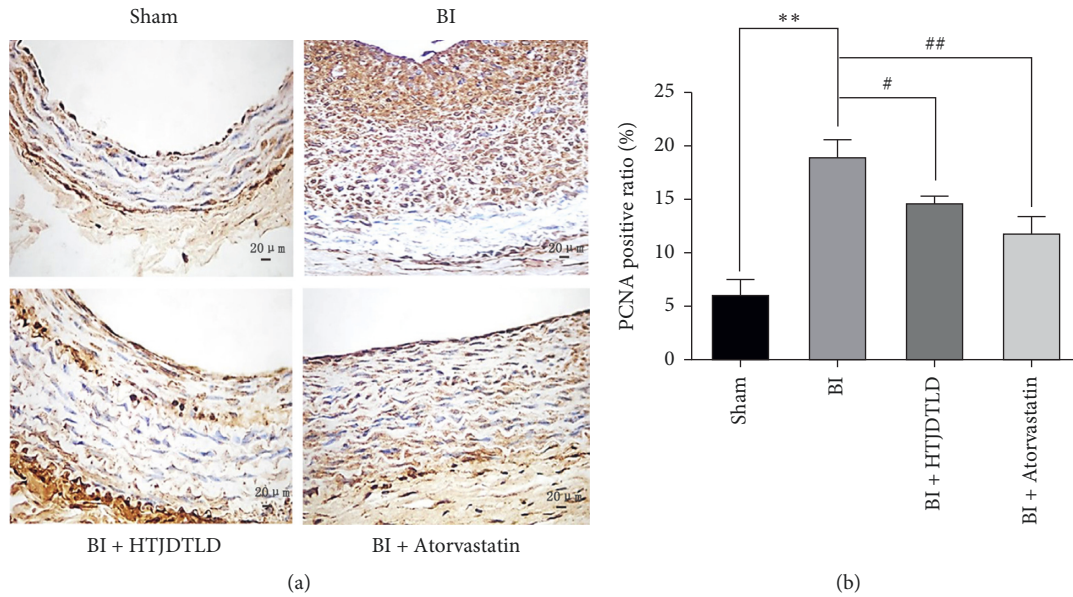 Sham
BI
20 μm
20 μm
20 μm
20 μm
BI + HTJDTLD
BI + Atorvastatin
(a)
**
##
#
PCNA positive ratio (%)
25
20
15
10
5
0
Sham
BI
BI + HTJDTLD
BI + Atorvastatin
(b)